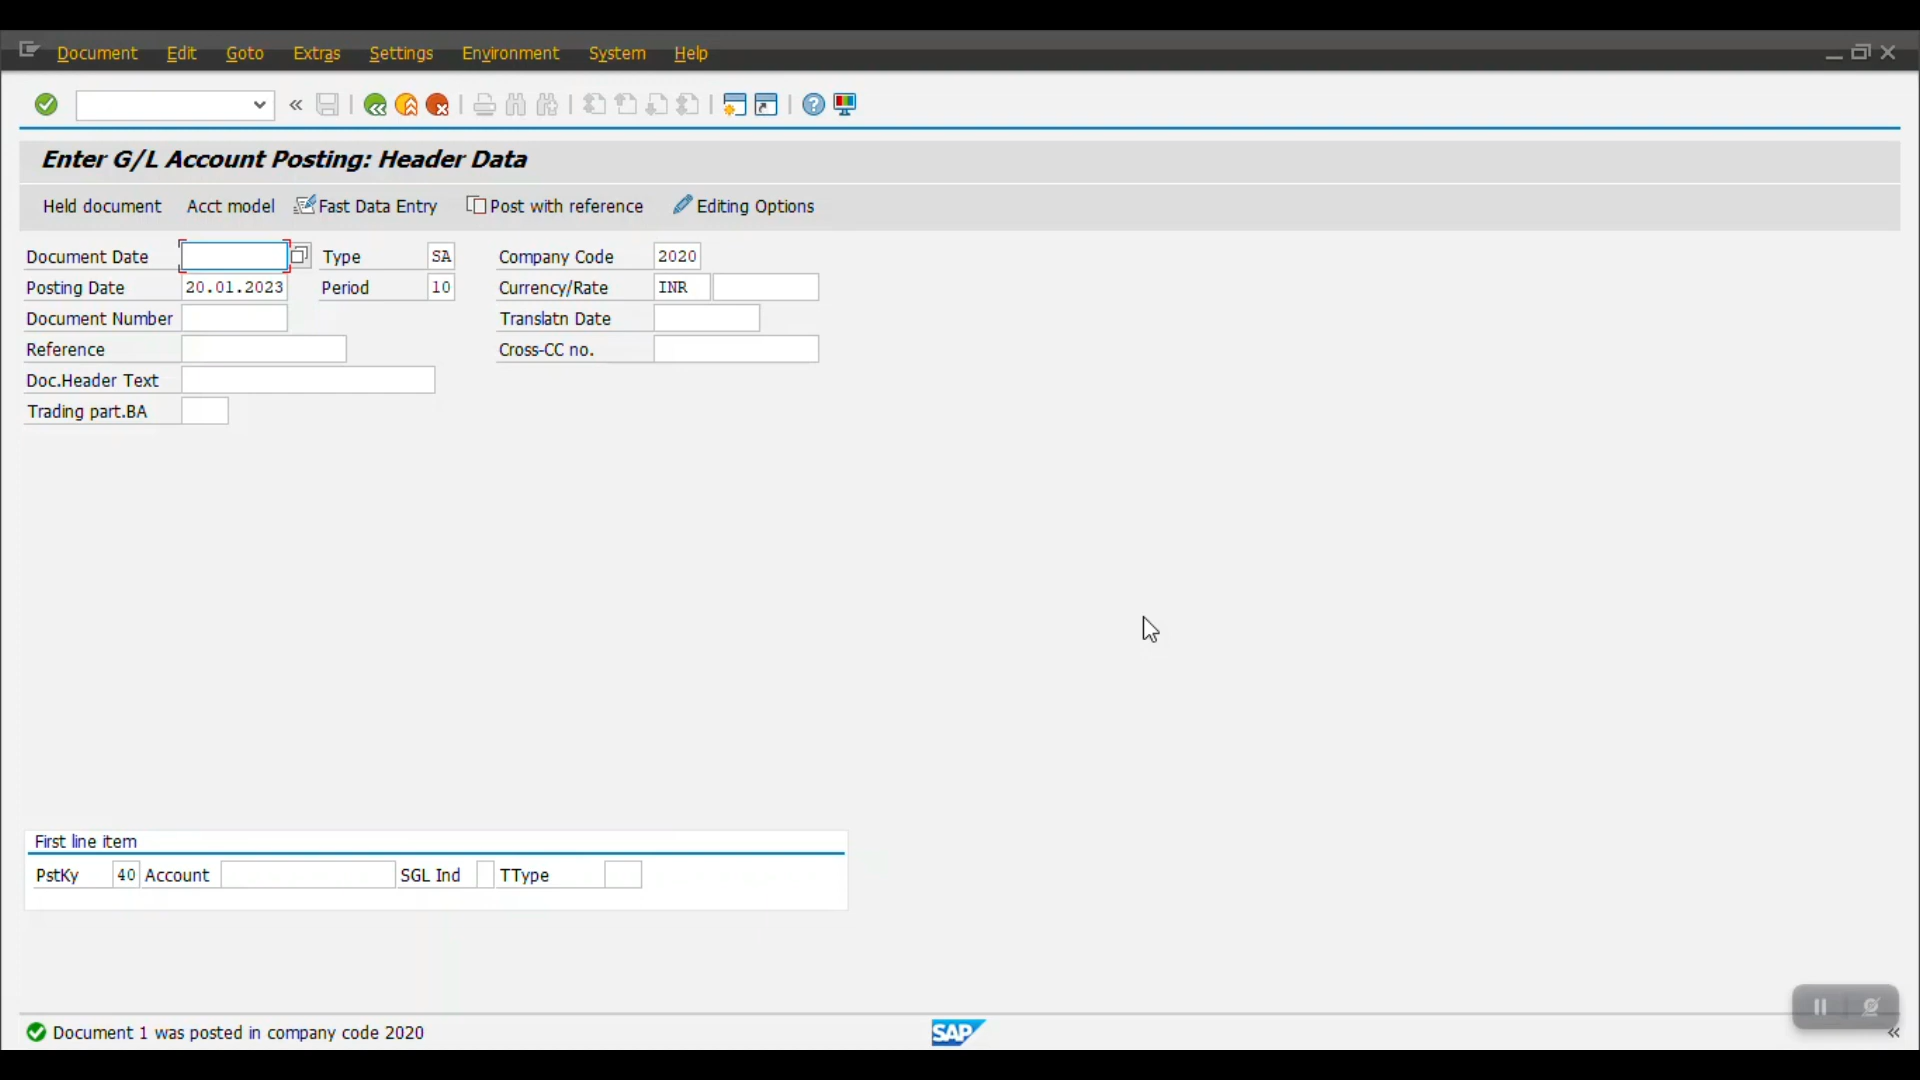 Document Edit Goto Extras Settings Environment System Help
Enter G/L Account Posting: Header Data
Held document Acct model Fast Data Entry Post with reference Editing Options
Document Date Type SA Company Code 2020
Posting Date 20.01.2023 Period 10 Currency/Rate INR
Document Number Translatn Date
Reference Cross-CC no.
Doc.Header Text
Trading part.BA
First line item
PstKy 40 Account SGL Ind TType
Document 1 was posted in company code 2020
SAP